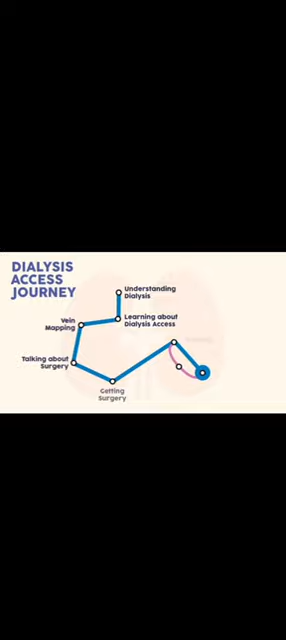 DIALYSIS
ACCESS
JOURNEY
Understanding
Dialysis
Learning about
Dialysis Access
Vein
Mapping
Talking about
Surgery
Getting
Surgery